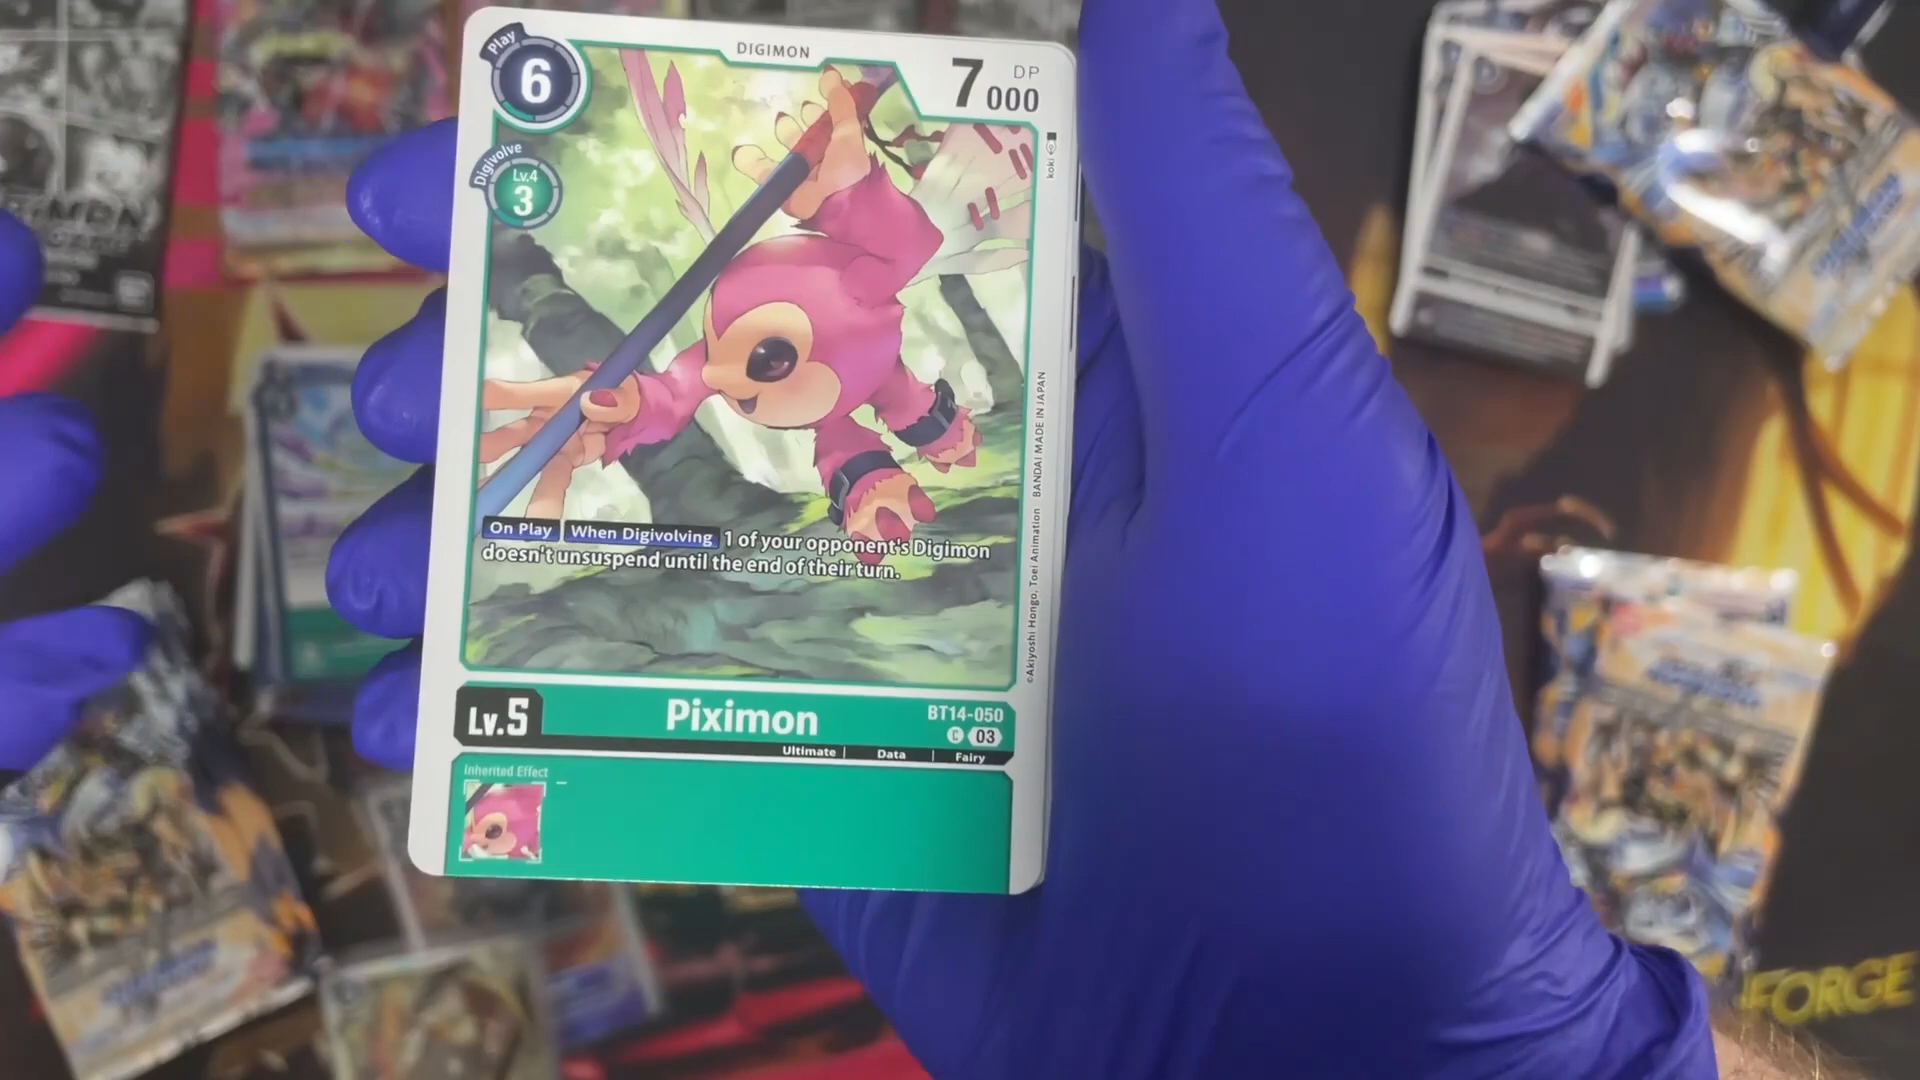 Play
6
DIGIMON
DP
7000
Digivolve
Lv.4
3
koki
On Play When Digivolving 1 of your opponent's Digimon
doesn't unsuspend until the end of their turn.
©Akiyoshi Hongo, Toei Animation BANDAI MADE IN JAPAN
Lv.5
Piximon
BT14-050
C 03
Ultimate | Data | Fairy
Inherited Effect
-
FORGE